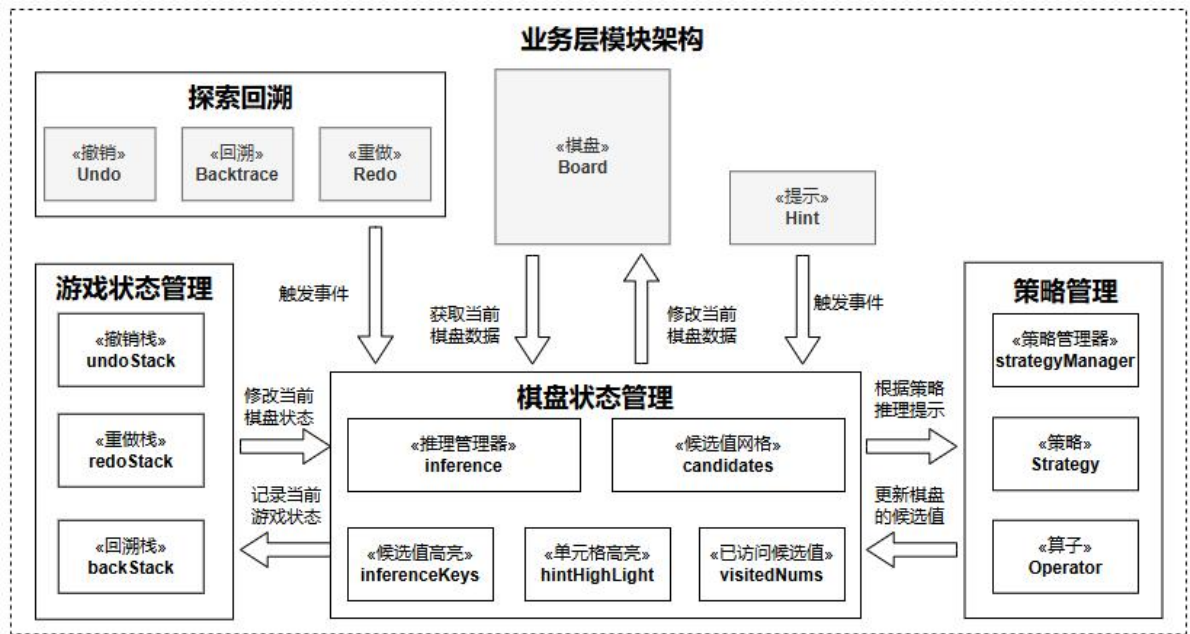 业务层模块架构
探索回溯
«撤销»
Undo
«回溯»
Backtrace
«重做»
Redo
«棋盘»
Board
«提示»
Hint
触发事件
获取当前
棋盘数据
修改当前
棋盘数据
触发事件
游戏状态管理
«撤销栈»
undoStack
«重做栈»
redoStack
«回溯栈»
backStack
修改当前
棋盘状态
记录当前
游戏状态
棋盘状态管理
«推理管理器»
inference
«候选值网格»
candidates
«候选值高亮»
inferenceKeys
«单元格高亮»
hintHighLight
«已访问候选值»
visitedNums
根据策略
推理提示
更新棋盘
的候选值
策略管理
«策略管理器»
strategyManager
«策略»
Strategy
«算子»
Operator